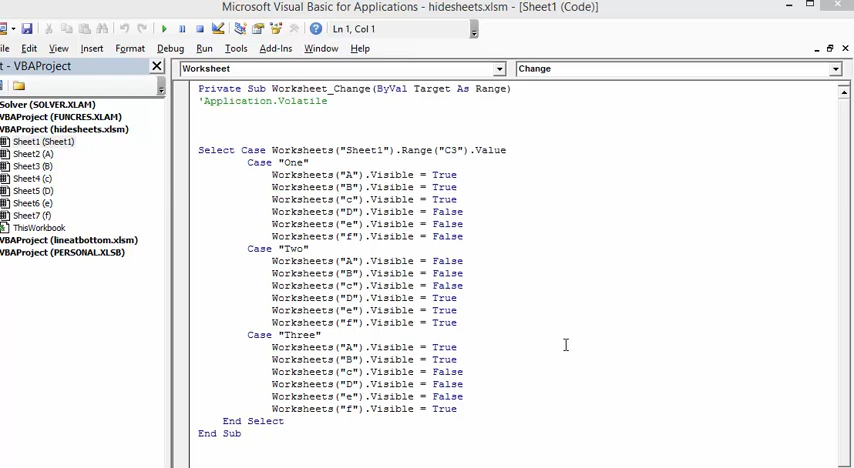 Microsoft Visual Basic for Applications - hidesheets.xlsm - [Sheet1 (Code)]
Ln 1, Col 1
Edit View Insert Format Debug Run Tools Add-Ins Window Help
VBAProject
Worksheet Change
Solver (SOLVER.XLAM)
VBAProject (FUNCRES.XLAM)
VBAProject (hidesheets.xlsm)
Sheet1 (Sheet1)
Sheet2 (A)
Sheet3 (B)
Sheet4 (c)
Sheet5 (D)
Sheet6 (e)
Sheet7 (f)
ThisWorkbook
VBAProject (lineatbottom.xlsm)
VBAProject (PERSONAL.XLSB)
Private Sub Worksheet_Change(ByVal Target As Range)
'Application.Volatile
Select Case Worksheets("Sheet1").Range("C3").Value
Case "One"
Worksheets("A").Visible = True
Worksheets("B").Visible = True
Worksheets("c").Visible = True
Worksheets("D").Visible = False
Worksheets("e").Visible = False
Worksheets("f").Visible = False
Case "Two"
Worksheets("A").Visible = False
Worksheets("B").Visible = False
Worksheets("c").Visible = False
Worksheets("D").Visible = True
Worksheets("e").Visible = True
Worksheets("f").Visible = True
Case "Three"
Worksheets("A").Visible = True
Worksheets("B").Visible = True
Worksheets("c").Visible = False
Worksheets("D").Visible = False
Worksheets("e").Visible = False
Worksheets("f").Visible = True
End Select
End Sub